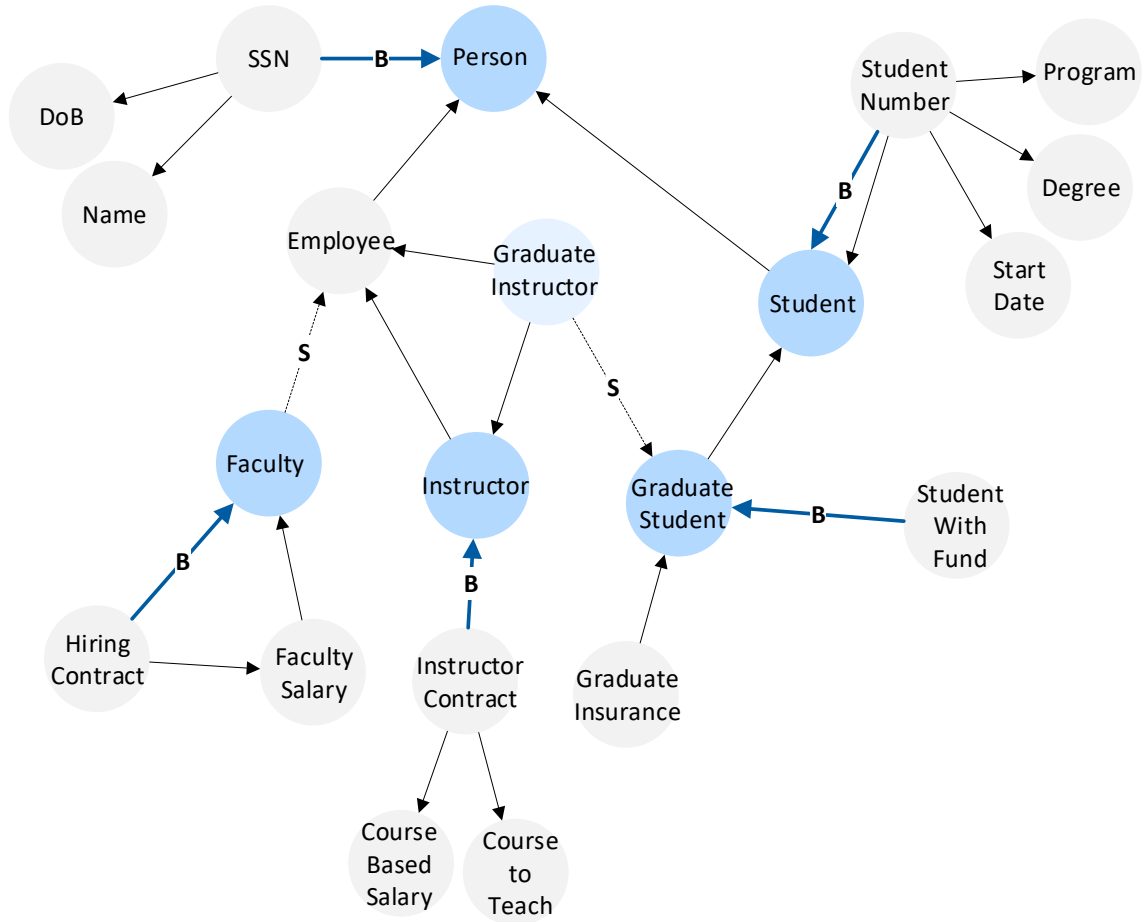 SSN
B
Person
Student
Number
Program
DoB
Name
Degree
B
Employee
Graduate
Instructor
Start
Date
Student
S
S
Faculty
Instructor
Graduate
Student
B
Student
With
Fund
B
B
Hiring
Contract
Faculty
Salary
Instructor
Contract
Graduate
Insurance
Course
Based
Salary
Course
to
Teach